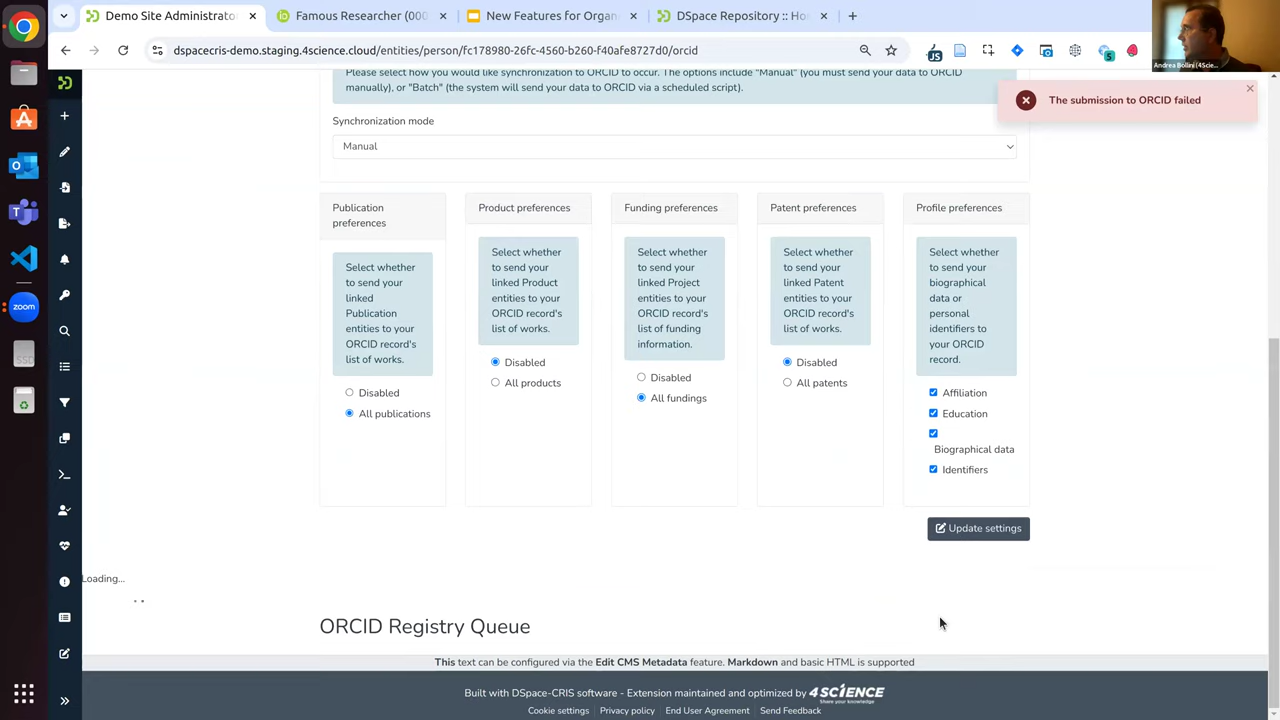 Demo Site Administrato
Famous Researcher (000
New Features for Organ
DSpace Repository :: Ho
dspacecris-demo.staging.4science.cloud/entities/person/fc178980-26fc-4560-b260-f40afe8727d0/orcid
JS
5
Andrea Bollini (4Scie...
Please select how you would like synchronization to ORCID to occur. The options include "Manual" (you must send your data to ORCID
manually), or "Batch" (the system will send your data to ORCID via a scheduled script).
The submission to ORCID failed
Synchronization mode
Manual
Publication
preferences
Select whether
to send your
linked
Publication
entities to your
ORCID record's
list of works.
Disabled
All publications
Product preferences
Select whether
to send your
linked Product
entities to your
ORCID record's
list of works.
Disabled
All products
Funding preferences
Select whether
to send your
linked Project
entities to your
ORCID record's
list of funding
information.
Disabled
All fundings
Patent preferences
Select whether
to send your
linked Patent
entities to your
ORCID record's
list of works.
Disabled
All patents
Profile preferences
Select whether
to send your
biographical
data or
personal
identifiers to
your ORCID
record.
Affiliation
Education
Biographical data
Identifiers
Update settings
Loading...
ORCID Registry Queue
This text can be configured via the Edit CMS Metadata feature. Markdown and basic HTML is supported
Built with DSpace-CRIS software - Extension maintained and optimized by 4SCIENCE
Share your knowledge
Cookie settings
Privacy policy
End User Agreement
Send Feedback
zoom